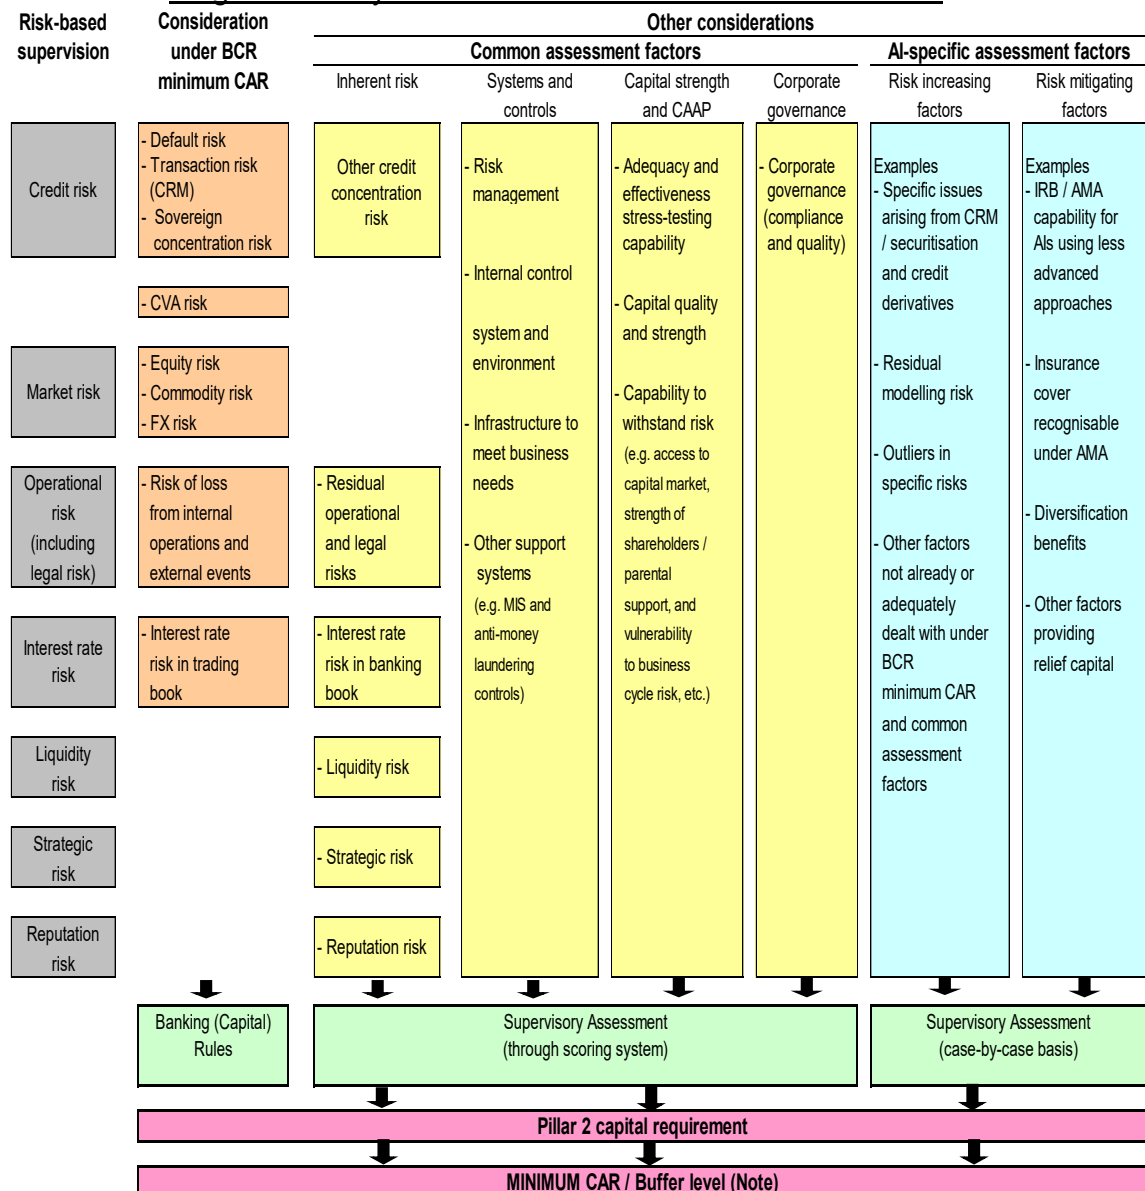 Risk-based
supervision
Consideration
under BCR
minimum CAR
Other considerations
Common assessment factors
AI-specific assessment factors
Inherent risk
Systems and
controls
Capital strength
and CAAP
Corporate
governance
Risk increasing
factors
Risk mitigating
factors
Credit risk
- Default risk
- Transaction risk
(CRM)
- Sovereign
concentration risk
Other credit
concentration
risk
- CVA risk
Market risk
- Equity risk
- Commodity risk
- FX risk
Operational
risk
(including
legal risk)
- Risk of loss
from internal
operations and
external events
- Residual
operational
and legal
risks
Interest rate
risk
- Interest rate
risk in trading
book
- Interest rate
risk in banking
book
Liquidity
risk
- Liquidity risk
Strategic
risk
- Strategic risk
Reputation
risk
- Reputation risk
- Risk
management
- Internal control
system and
environment
- Infrastructure to
meet business
needs
- Other support
systems
(e.g. MIS and
anti-money
laundering
controls)
- Adequacy and
effectiveness
stress-testing
capability
- Capital quality
and strength
- Capability to
withstand risk
(e.g. access to
capital market,
strength of
shareholders /
parental
support, and
vulnerability
to business
cycle risk, etc.)
- Corporate
governance
(compliance
and quality)
Examples
- Specific issues
arising from CRM
/ securitisation
and credit
derivatives
- Residual
modelling risk
- Outliers in
specific risks
- Other factors
not already or
adequately
dealt with under
BCR
minimum CAR
and common
assessment
factors
Examples
- IRB / AMA
capability for
AIs using less
advanced
approaches
- Insurance
cover
recognisable
under AMA
- Diversification
benefits
- Other factors
providing
relief capital
Banking (Capital)
Rules
Supervisory Assessment
(through scoring system)
Supervisory Assessment
(case-by-case basis)
Pillar 2 capital requirement
MINIMUM CAR / Buffer level (Note)